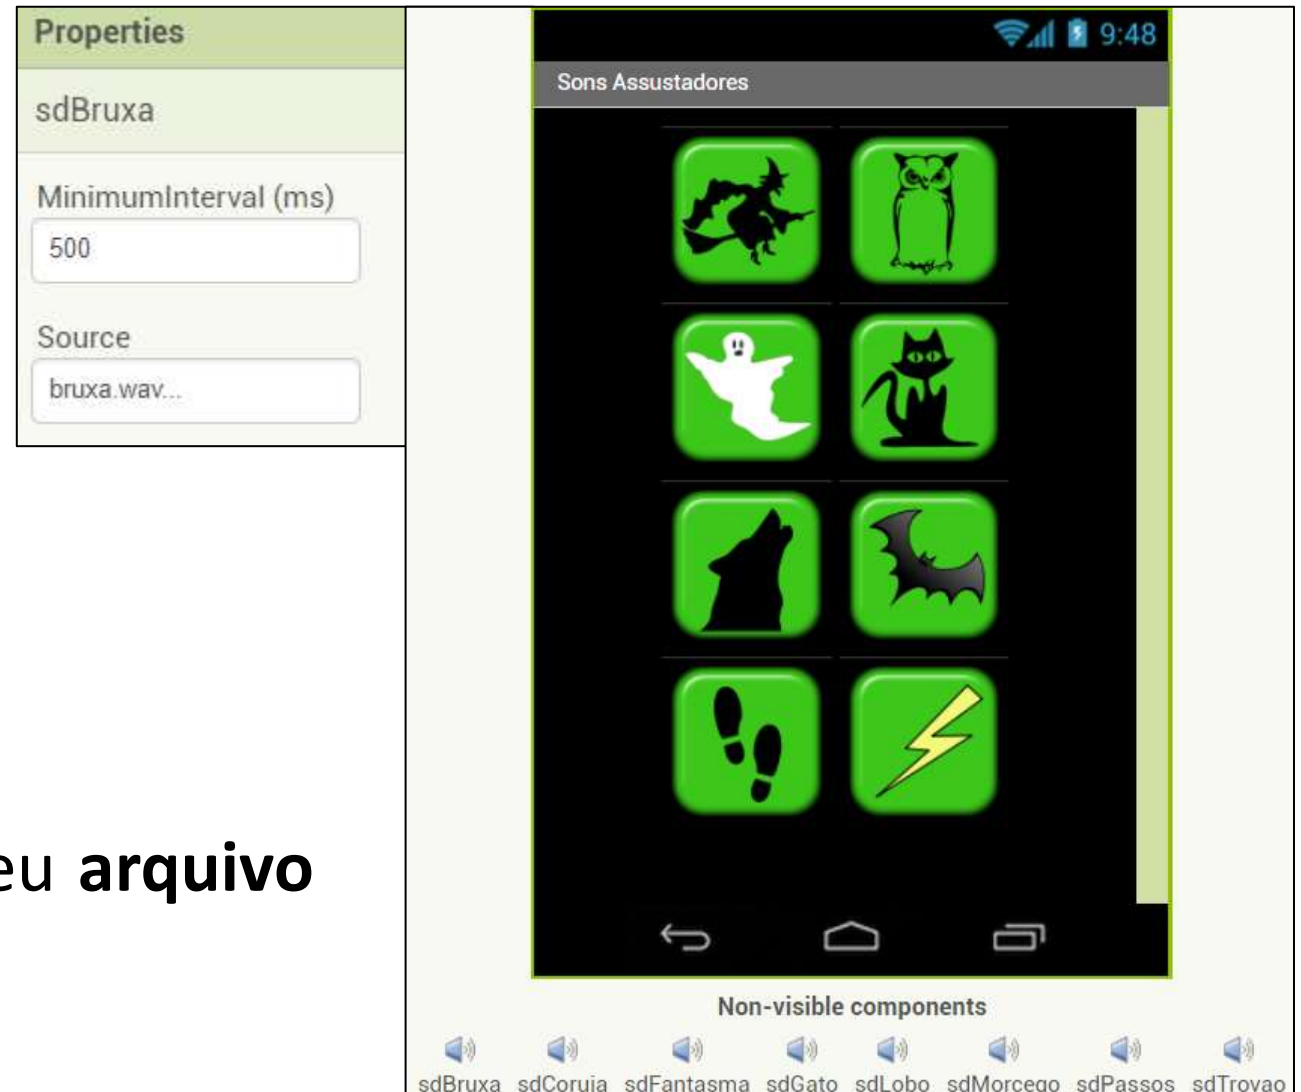 Properties
sdBruxa
MinimumInterval (ms)
500
Source
bruxa.wav...
9:48
Sons Assustadores
eu arquivo
Non-visible components
sdBruxa sdCoruja sdFantasma sdGato sdLobo sdMorcego sdPassos sdTrovao